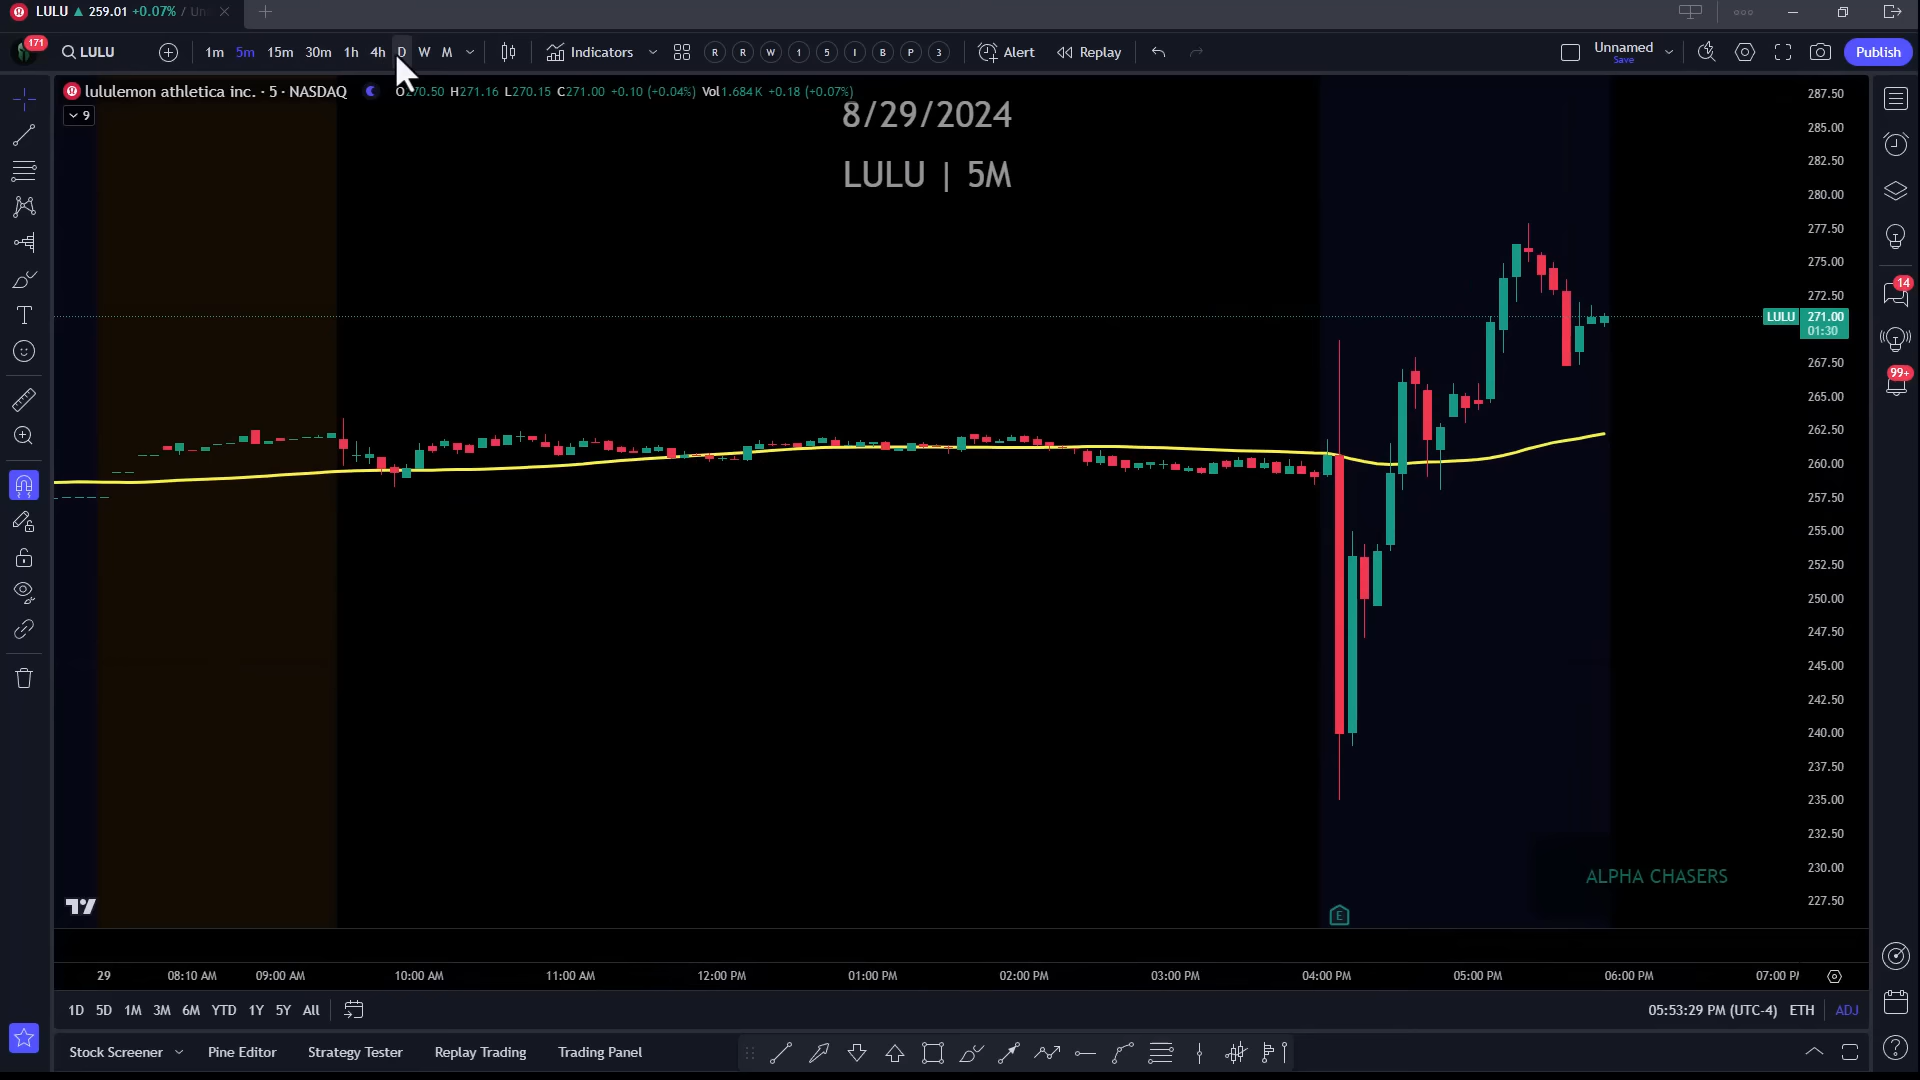 LULU ▲ 259.01 +0.07% / Un
171
LULU
1m 5m 15m 30m 1h 4h D W M
Indicators
R R W 1 5 I B P 3
Alert
Replay
Unnamed
Save
Publish
lululemon athletica inc. · 5 · NASDAQ
O270.50 H271.16 L270.15 C271.00 +0.10 (+0.04%) Vol1.684K +0.18 (+0.07%)
9
8/29/2024
LULU | 5M
287.50
285.00
282.50
280.00
277.50
275.00
272.50
LULU 271.00
01:30
267.50
265.00
262.50
260.00
257.50
255.00
252.50
250.00
247.50
245.00
242.50
240.00
237.50
235.00
232.50
230.00
227.50
14
99+
ALPHA CHASERS
E
29 08:10 AM 09:00 AM 10:00 AM 11:00 AM 12:00 PM 01:00 PM 02:00 PM 03:00 PM 04:00 PM 05:00 PM 06:00 PM 07:00 PM
1D 5D 1M 3M 6M YTD 1Y 5Y All
05:53:29 PM (UTC-4) ETH ADJ
Stock Screener Pine Editor Strategy Tester Replay Trading Trading Panel